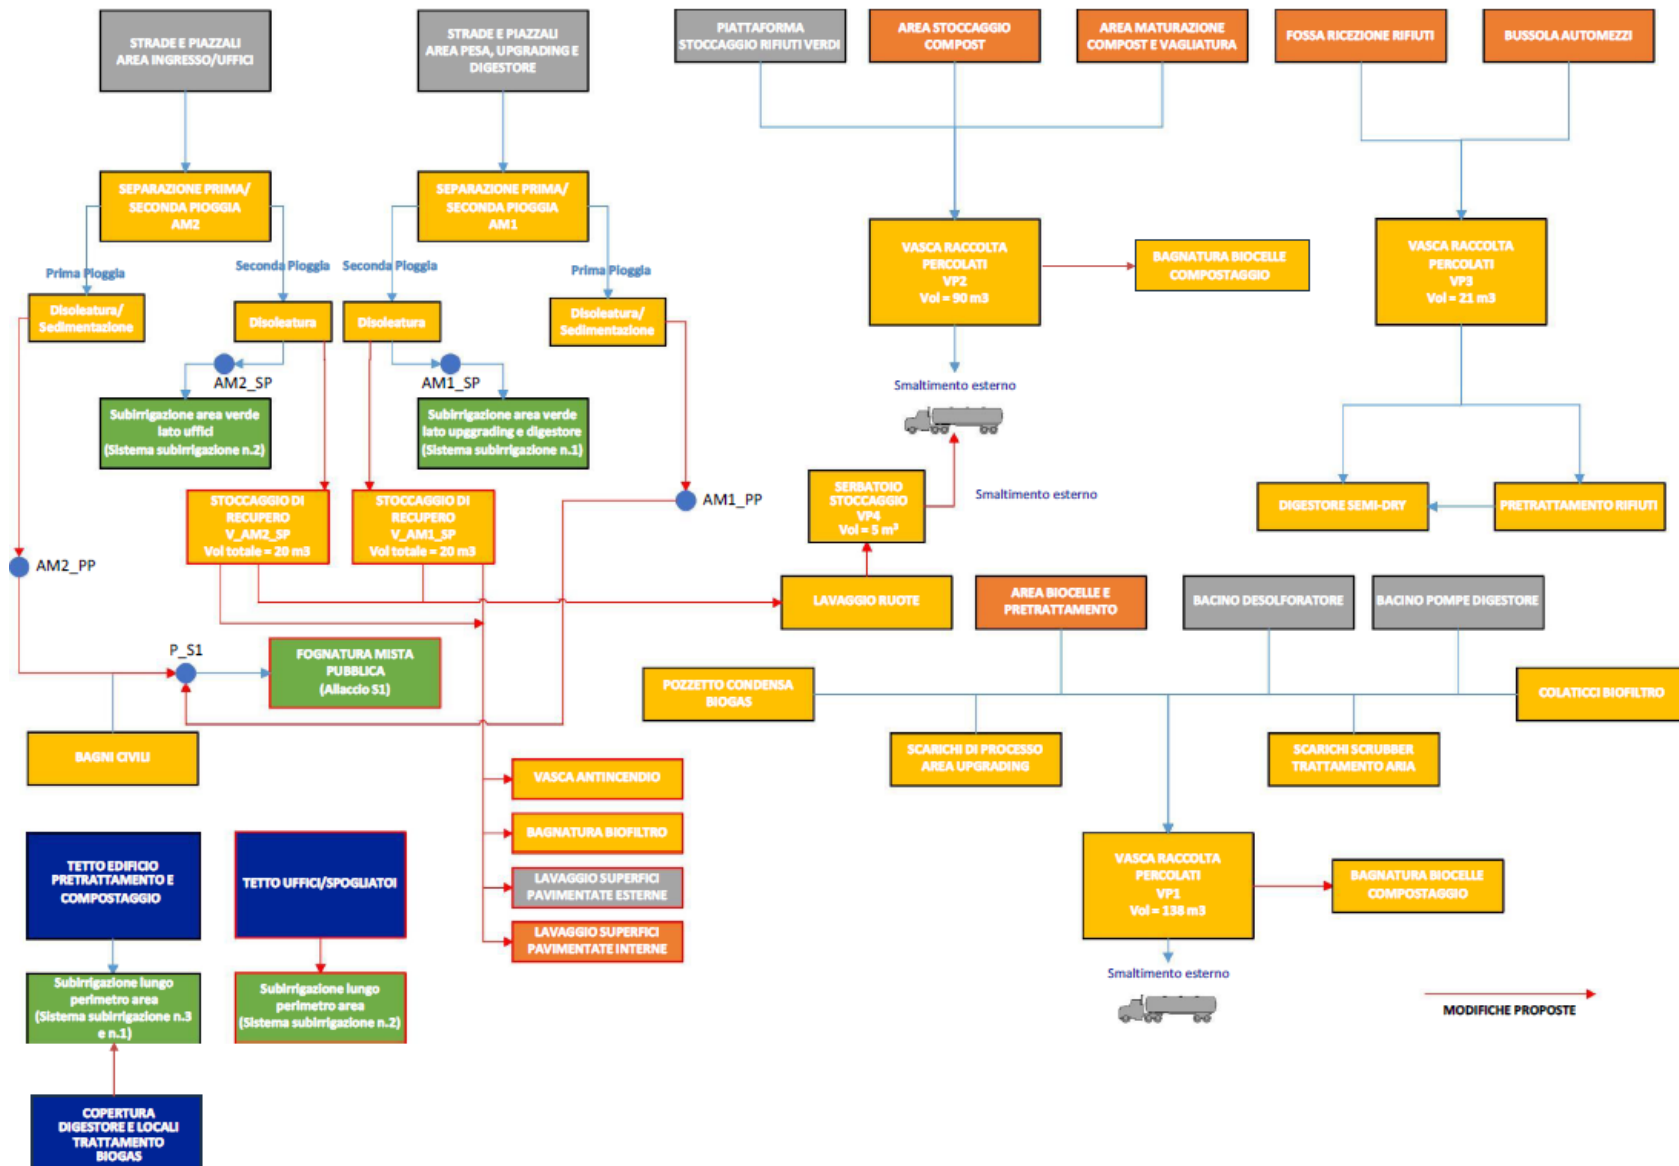 STRADE E PIAZZALI
AREA INGRESSO/UFFICI
STRADE E PIAZZALI
AREA PESA, UPGRADING E
DIGESTORE
PIATTAFORMA
STOCCAGGIO RIFIUTI VERDI
AREA STOCCAGGIO
COMPOST
AREA MATURAZIONE
COMPOST E VAGLIATURA
FOSSA RICEZIONE RIFIUTI
BUSSOLA AUTOMEZZI
SEPARAZIONE PRIMA/
SECONDA PIOGGIA
AM2
SEPARAZIONE PRIMA/
SECONDA PIOGGIA
AM1
Prima Pioggia
Seconda Pioggia
Seconda Pioggia
Prima Pioggia
Disoleatura/
Sedimentazione
Disoleatura
Disoleatura
Disoleatura/
Sedimentazione
VASCA RACCOLTA
PERCOLATI
VP2
Vol = 90 m3
BAGNATURA BIOCELLE
COMPOSTAGGIO
VASCA RACCOLTA
PERCOLATI
VP3
Vol = 21 m3
AM2_SP
AM1_SP
Smaltimento esterno
Subirrigazione area verde
lato uffici
(Sistema subirrigazione n.2)
Subirrigazione area verde
lato upggrading e digestore
(Sistema subirrigazione n.1)
STOCCAGGIO DI
RECUPERO
V_AM2_SP
Vol totale = 20 m3
STOCCAGGIO DI
RECUPERO
V_AM1_SP
Vol totale = 20 m3
AM1_PP
SERBATOIO
STOCCAGGIO
VP4
Vol = 5 m³
Smaltimento esterno
DIGESTORE SEMI-DRY
PRETRATTAMENTO RIFIUTI
AM2_PP
LAVAGGIO RUOTE
AREA BIOCELLE E
PRETRATTAMENTO
BACINO DESOLFORATORE
BACINO POMPE DIGESTORE
P_S1
FOGNATURA MISTA
PUBBLICA
(Allaccio S1)
POZZETTO CONDENSA
BIOGAS
COLATICCI BIOFILTRO
BAGNI CIVILI
SCARICHI DI PROCESSO
AREA UPGRADING
SCARICHI SCRUBBER
TRATTAMENTO ARIA
VASCA ANTINCENDIO
BAGNATURA BIOFILTRO
LAVAGGIO SUPERFICI
PAVIMENTATE ESTERNE
LAVAGGIO SUPERFICI
PAVIMENTATE INTERNE
TETTO EDIFICIO
PRETRATTAMENTO E
COMPOSTAGGIO
TETTO UFFICI/SPOGLIATOI
VASCA RACCOLTA
PERCOLATI
VP1
Vol = 138 m3
BAGNATURA BIOCELLE
COMPOSTAGGIO
Smaltimento esterno
Subirrigazione lungo
perimetro area
(Sistema subirrigazione n.3
e n.1)
Subirrigazione lungo
perimetro area
(Sistema subirrigazione n.2)
MODIFICHE PROPOSTE
COPERTURA
DIGESTORE E LOCALI
TRATTAMENTO
BIOGAS